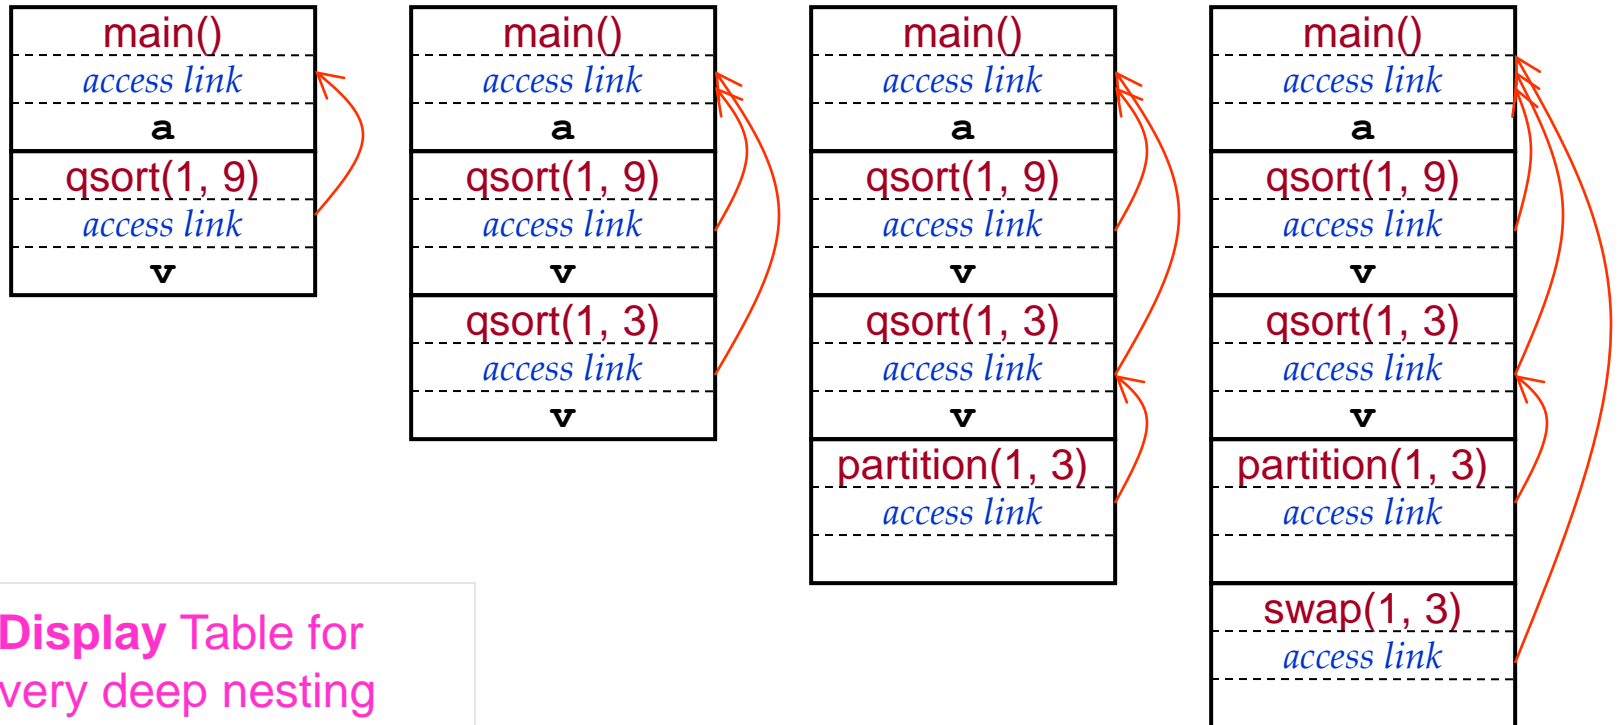 main()
access link
a
qsort(1, 9)
access link
v
main()
access link
a
qsort(1, 9)
access link
v
qsort(1, 3)
access link
v
main()
access link
a
qsort(1, 9)
access link
v
qsort(1, 3)
access link
v
partition(1, 3)
access link
main()
access link
a
qsort(1, 9)
access link
v
qsort(1, 3)
access link
v
partition(1, 3)
access link
swap(1, 3)
access link
Display Table for
very deep nesting